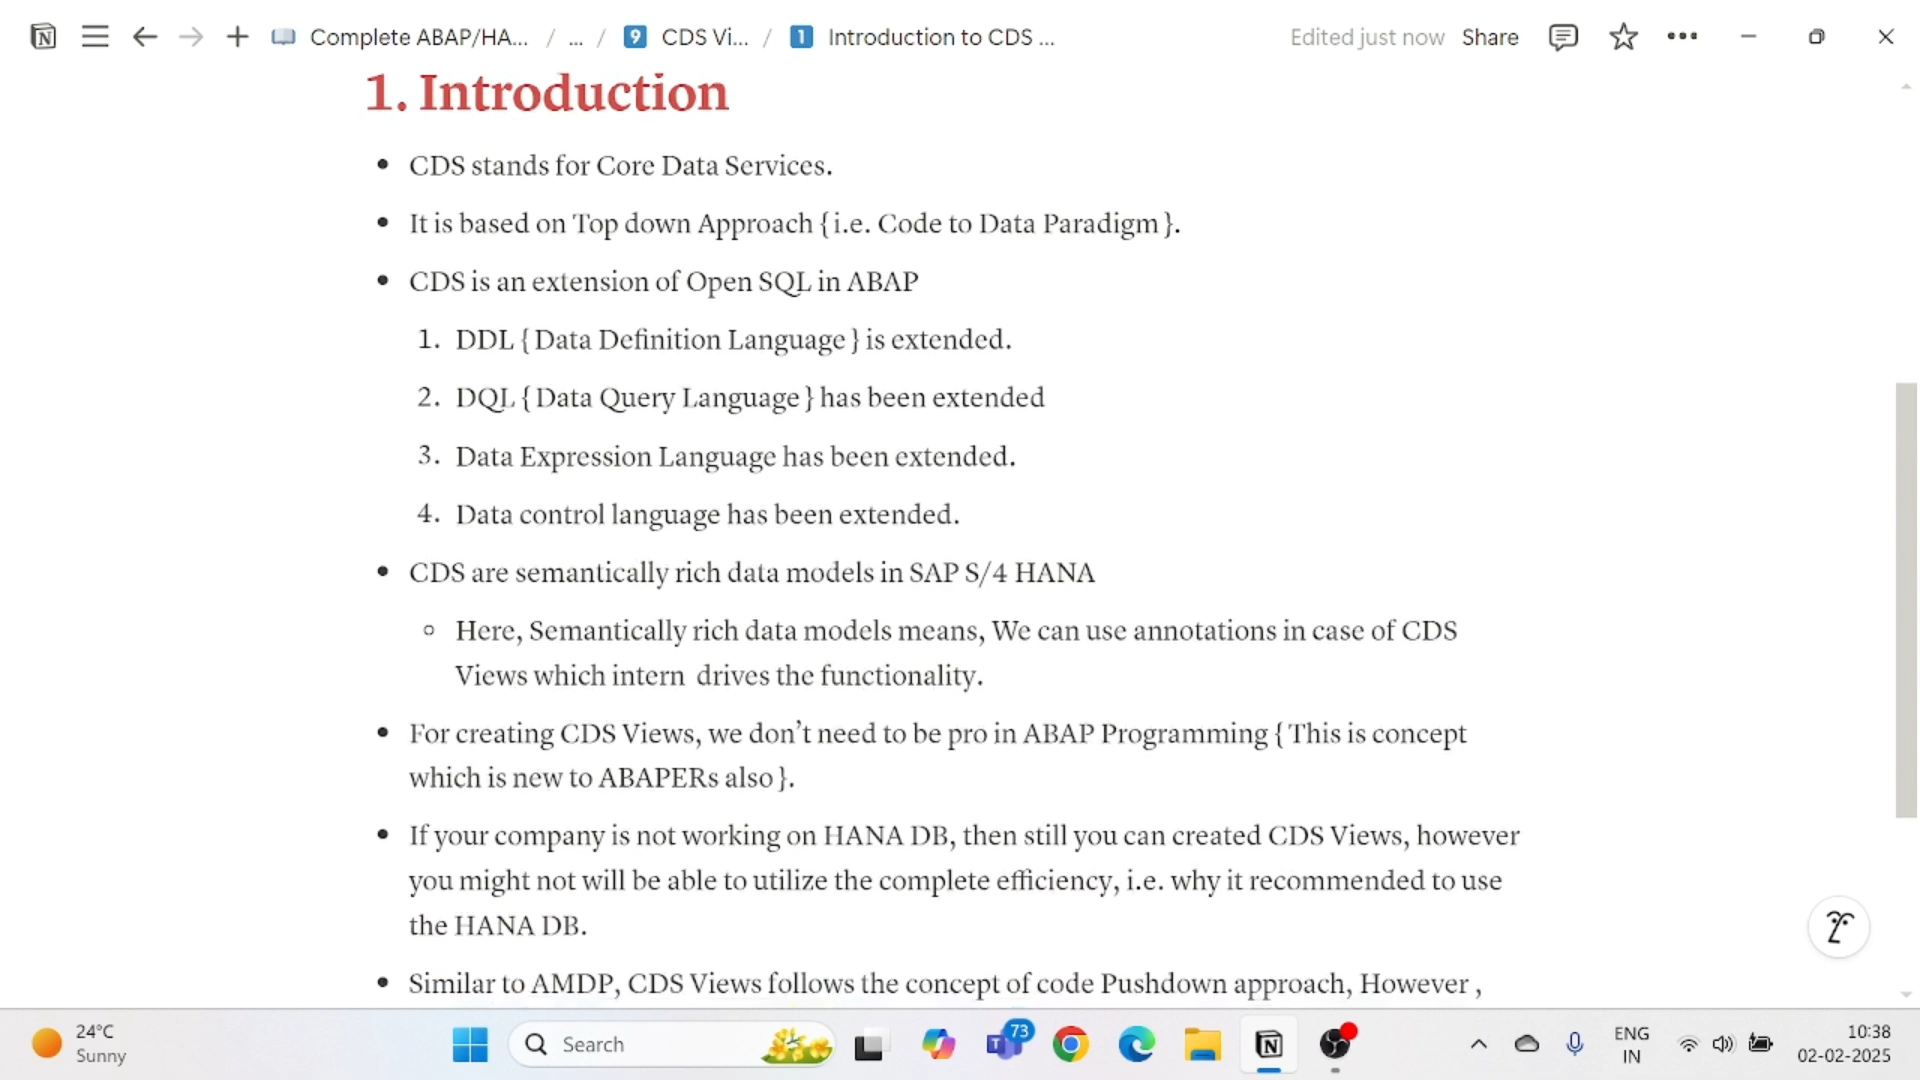 Complete ABAP/HA... / ... / 9 CDS Vi... / 1 Introduction to CDS ... Edited just now Share
1. Introduction
• CDS stands for Core Data Services.
• It is based on Top down Approach { i.e. Code to Data Paradigm }.
• CDS is an extension of Open SQL in ABAP
1. DDL { Data Definition Language } is extended.
2. DQL { Data Query Language } has been extended
3. Data Expression Language has been extended.
4. Data control language has been extended.
• CDS are semantically rich data models in SAP S/4 HANA
◦ Here, Semantically rich data models means, We can use annotations in case of CDS
Views which intern drives the functionality.
• For creating CDS Views, we don’t need to be pro in ABAP Programming { This is concept
which is new to ABAPERs also }.
• If your company is not working on HANA DB, then still you can created CDS Views, however
you might not will be able to utilize the complete efficiency, i.e. why it recommended to use
the HANA DB.
• Similar to AMDP, CDS Views follows the concept of code Pushdown approach, However ,
24°C
Sunny
Search
73
ENG
IN
10:38
02-02-2025